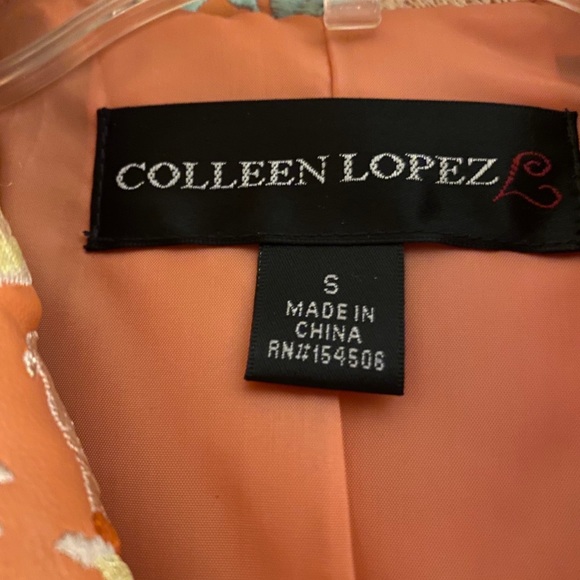 COLLEEN LOPEZ L
S
MADE IN
CHINA
RN#154506